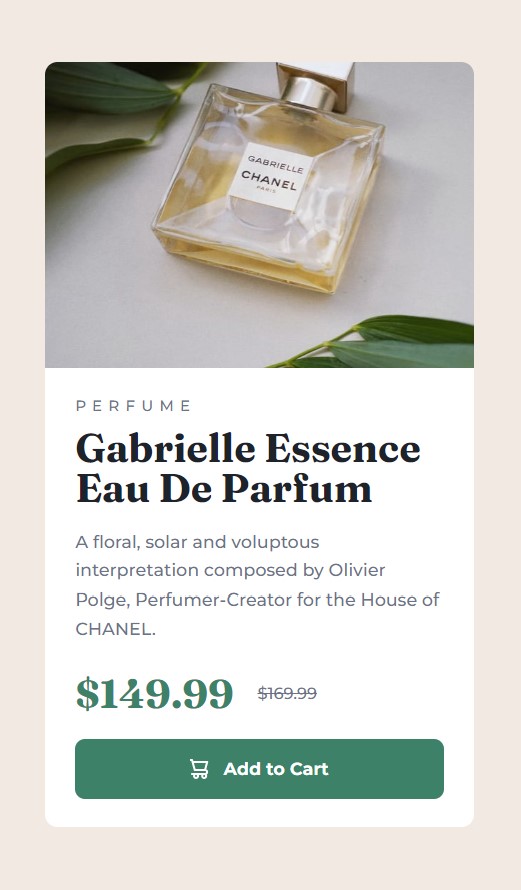 GABRIELLE
CHANEL
PARIS
PERFUME
Gabrielle Essence
Eau De Parfum
A floral, solar and voluptous
interpretation composed by Olivier
Polge, Perfumer-Creator for the House of
CHANEL.
$149.99 $169.99
Add to Cart